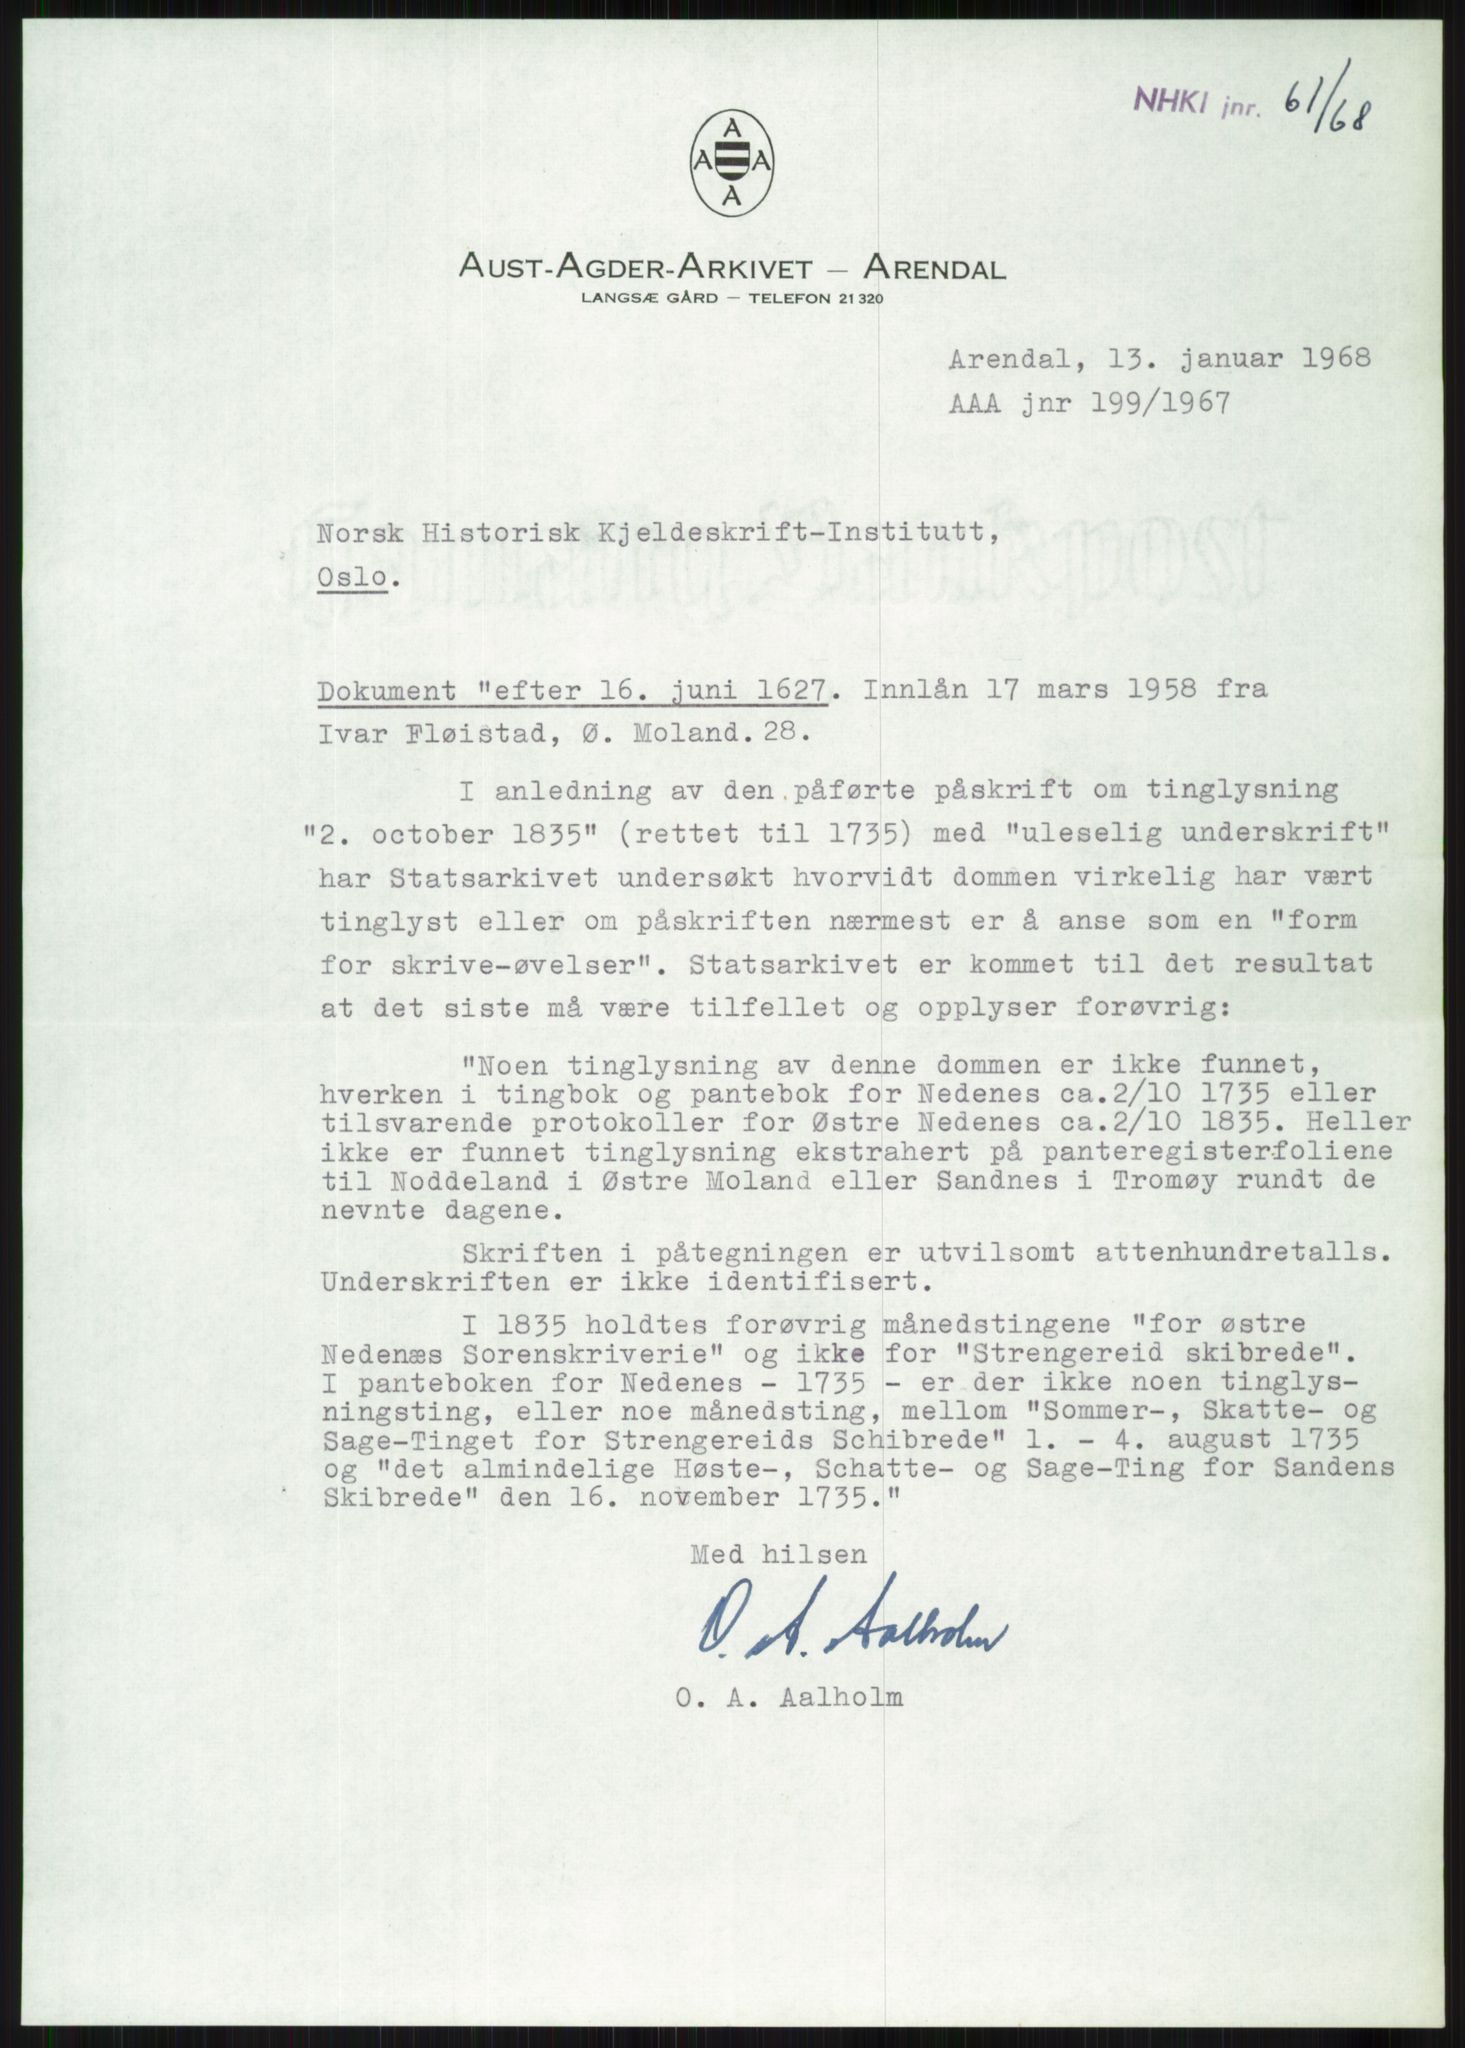 NHKI jnr. 61/68
A
A A
A
AUST-AGDER-ARKIVET — ARENDAL
LANGSÆ GÅRD — TELEFON 21 320
Arendal, 13. januar 1968
AAA jnr 199/1967
Norsk Historisk Kjeldeskrift-Institutt,
Oslo.
Dokument "efter 16. juni 1627. Innlån 17 mars 1958 fra
Ivar Fløistad, Ø. Moland. 28.
I anledning av den påførte påskrift om tinglysning
"2. october 1835" (rettet til 1735) med "uleselig underskrift"
har Statsarkivet undersøkt hvorvidt dommen virkelig har vært
tinglyst eller om påskriften nærmest er å anse som en "form
for skrive-øvelser". Statsarkivet er kommet til det resultat
at det siste må være tilfellet og opplyser forøvrig:
"Noen tinglysning av denne dommen er ikke funnet,
hverken i tingbok og pantebok for Nedenes ca.2/10 1735 eller
tilsvarende protokoller for Østre Nedenes ca.2/10 1835. Heller
ikke er funnet tinglysning ekstrahert på panteregisterfoliene
til Noddeland i Østre Moland eller Sandnes i Tromøy rundt de
nevnte dagene.
Skriften i påtegningen er utvilsomt attenhundretalls.
Underskriften er ikke identifisert.
I 1835 holdtes forøvrig månedstingene "for østre
Nedenæs Sorenskriverie" og ikke for "Strengereid skibrede".
I panteboken for Nedenes - 1735 - er der ikke noen tinglys-
ningsting, eller noe månedsting, mellom "Sommer-, Skatte- og
Sage-Tinget for Strengereids Schibrede" 1. - 4. august 1735
og "det almindelige Høste-, Schatte- og Sage-Ting for Sandens
Skibrede" den 16. november 1735."
Med hilsen
O. A. Aalholm
O. A. Aalholm